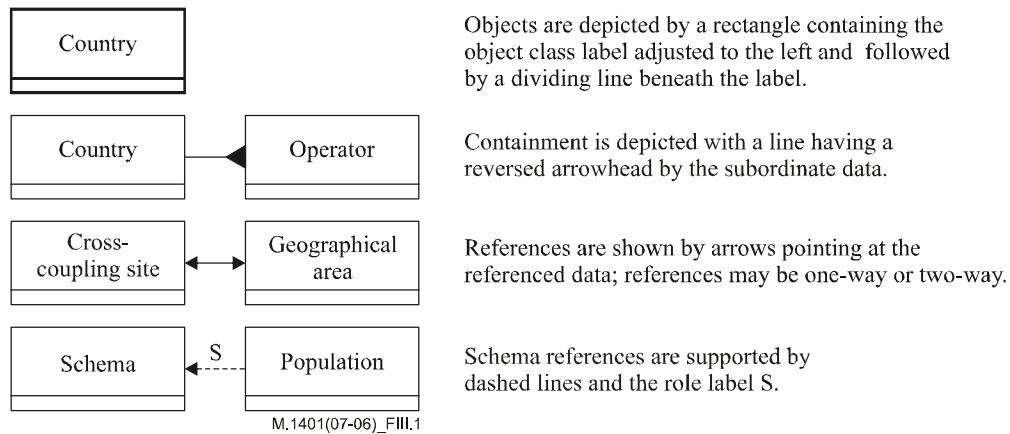 Country
Objects are depicted by a rectangle containing the
object class label adjusted to the left and followed
by a dividing line beneath the label.
Country
Operator
Containment is depicted with a line having a
reversed arrowhead by the subordinate data.
Cross-
coupling site
Geographical
area
References are shown by arrows pointing at the
referenced data; references may be one-way or two-way.
Schema
S
Population
Schema references are supported by
dashed lines and the role label S.
M.1401(07-06)_FIII.1